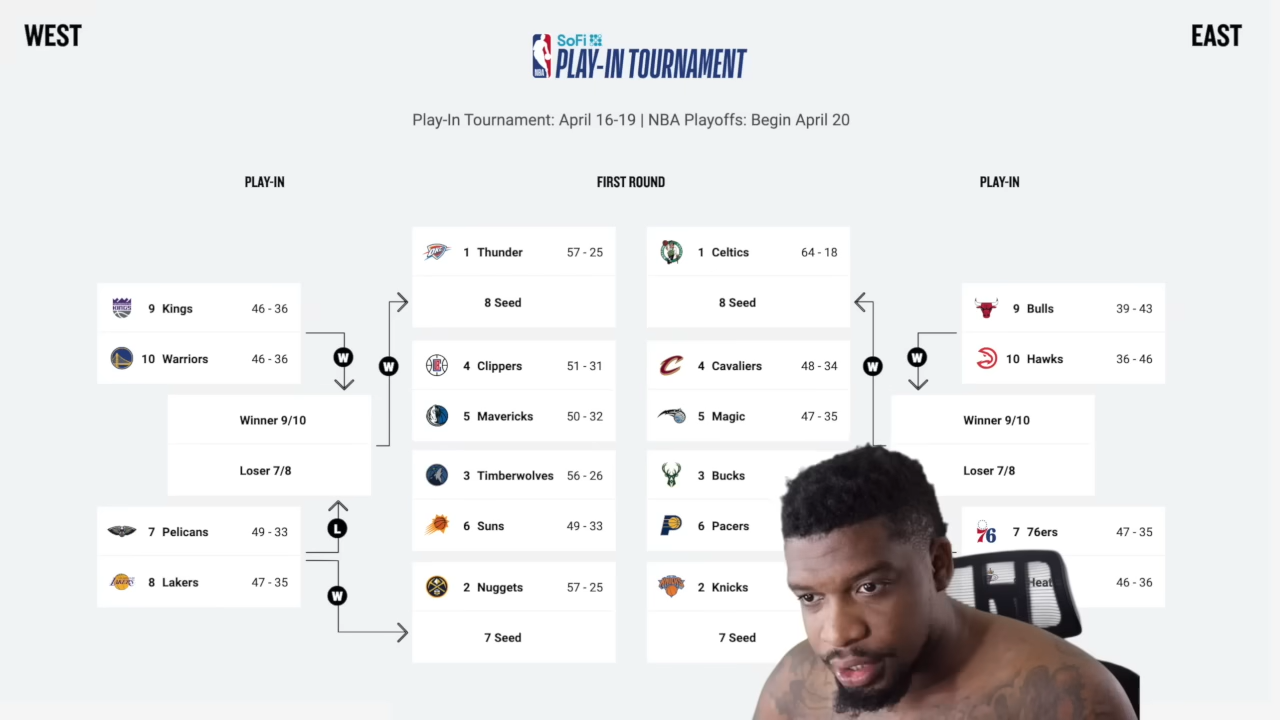 WEST
EAST
SoFi
PLAY-IN TOURNAMENT
NBA
Play-In Tournament: April 16-19 | NBA Playoffs: Begin April 20
PLAY-IN
FIRST ROUND
PLAY-IN
9 Kings 46 - 36
10 Warriors 46 - 36
W
Winner 9/10
Loser 7/8
L
7 Pelicans 49 - 33
8 Lakers 47 - 35
W
W
1 Thunder 57 - 25
8 Seed
4 Clippers 51 - 31
5 Mavericks 50 - 32
3 Timberwolves 56 - 26
6 Suns 49 - 33
2 Nuggets 57 - 25
7 Seed
1 Celtics 64 - 18
8 Seed
4 Cavaliers 48 - 34
5 Magic 47 - 35
3 Bucks
6 Pacers
2 Knicks
7 Seed
W
W
9 Bulls 39 - 43
10 Hawks 36 - 46
Winner 9/10
Loser 7/8
7 76ers 47 - 35
Heat 46 - 36